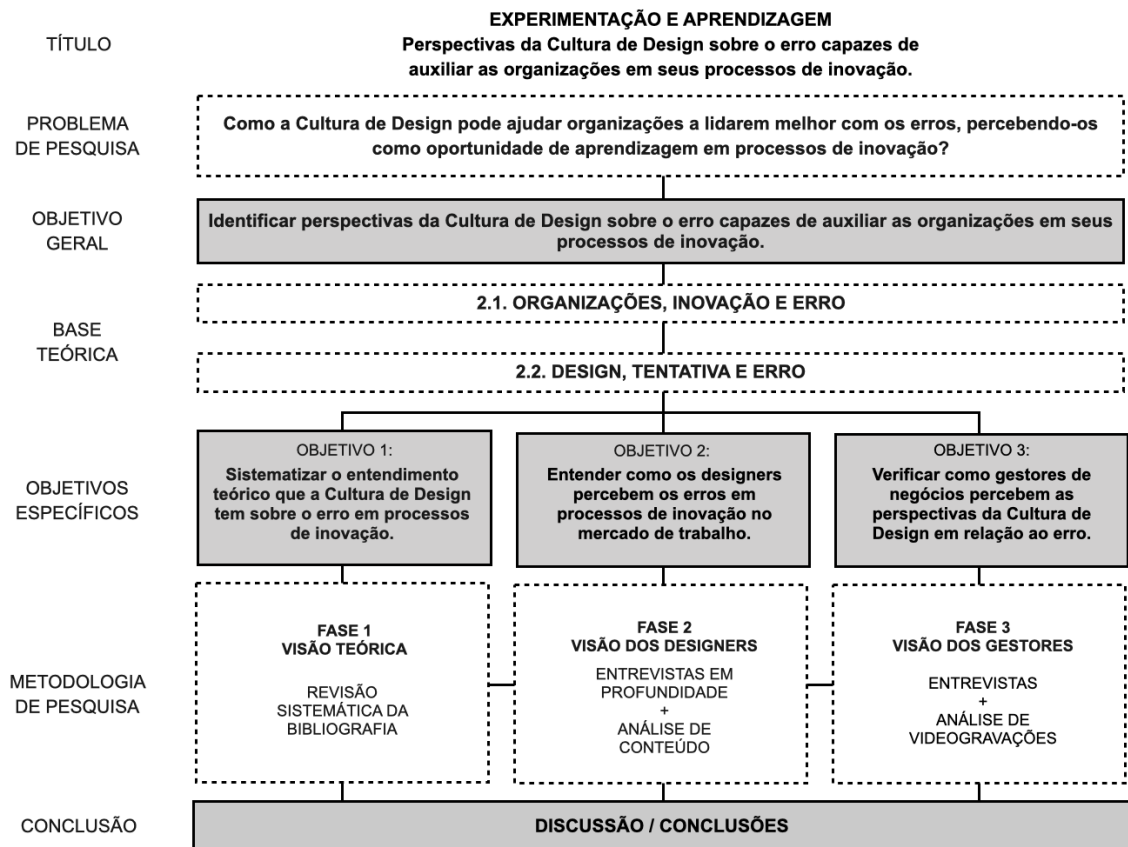 TÍTULO
EXPERIMENTAÇÃO E APRENDIZAGEM
Perspectivas da Cultura de Design sobre o erro capazes de
auxiliar as organizações em seus processos de inovação.
PROBLEMA
DE PESQUISA
Como a Cultura de Design pode ajudar organizações a lidarem melhor com os erros, percebendo-os
como oportunidade de aprendizagem em processos de inovação?
OBJETIVO
GERAL
Identificar perspectivas da Cultura de Design sobre o erro capazes de auxiliar as organizações em seus
processos de inovação.
BASE
TEÓRICA
2.1. ORGANIZAÇÕES, INOVAÇÃO E ERRO
2.2. DESIGN, TENTATIVA E ERRO
OBJETIVOS
ESPECÍFICOS
OBJETIVO 1:
Sistematizar o entendimento
teórico que a Cultura de Design
tem sobre o erro em processos
de inovação.
OBJETIVO 2:
Entender como os designers
percebem os erros em
processos de inovação no
mercado de trabalho.
OBJETIVO 3:
Verificar como gestores de
negócios percebem as
perspectivas da Cultura de
Design em relação ao erro.
METODOLOGIA
DE PESQUISA
FASE 1
VISÃO TEÓRICA
REVISÃO
SISTEMÁTICA DA
BIBLIOGRAFIA
FASE 2
VISÃO DOS DESIGNERS
ENTREVISTAS EM
PROFUNDIDADE
+
ANÁLISE DE
CONTEÚDO
FASE 3
VISÃO DOS GESTORES
ENTREVISTAS
+
ANÁLISE DE
VIDEOGRAVAÇÕES
CONCLUSÃO
DISCUSSÃO / CONCLUSÕES